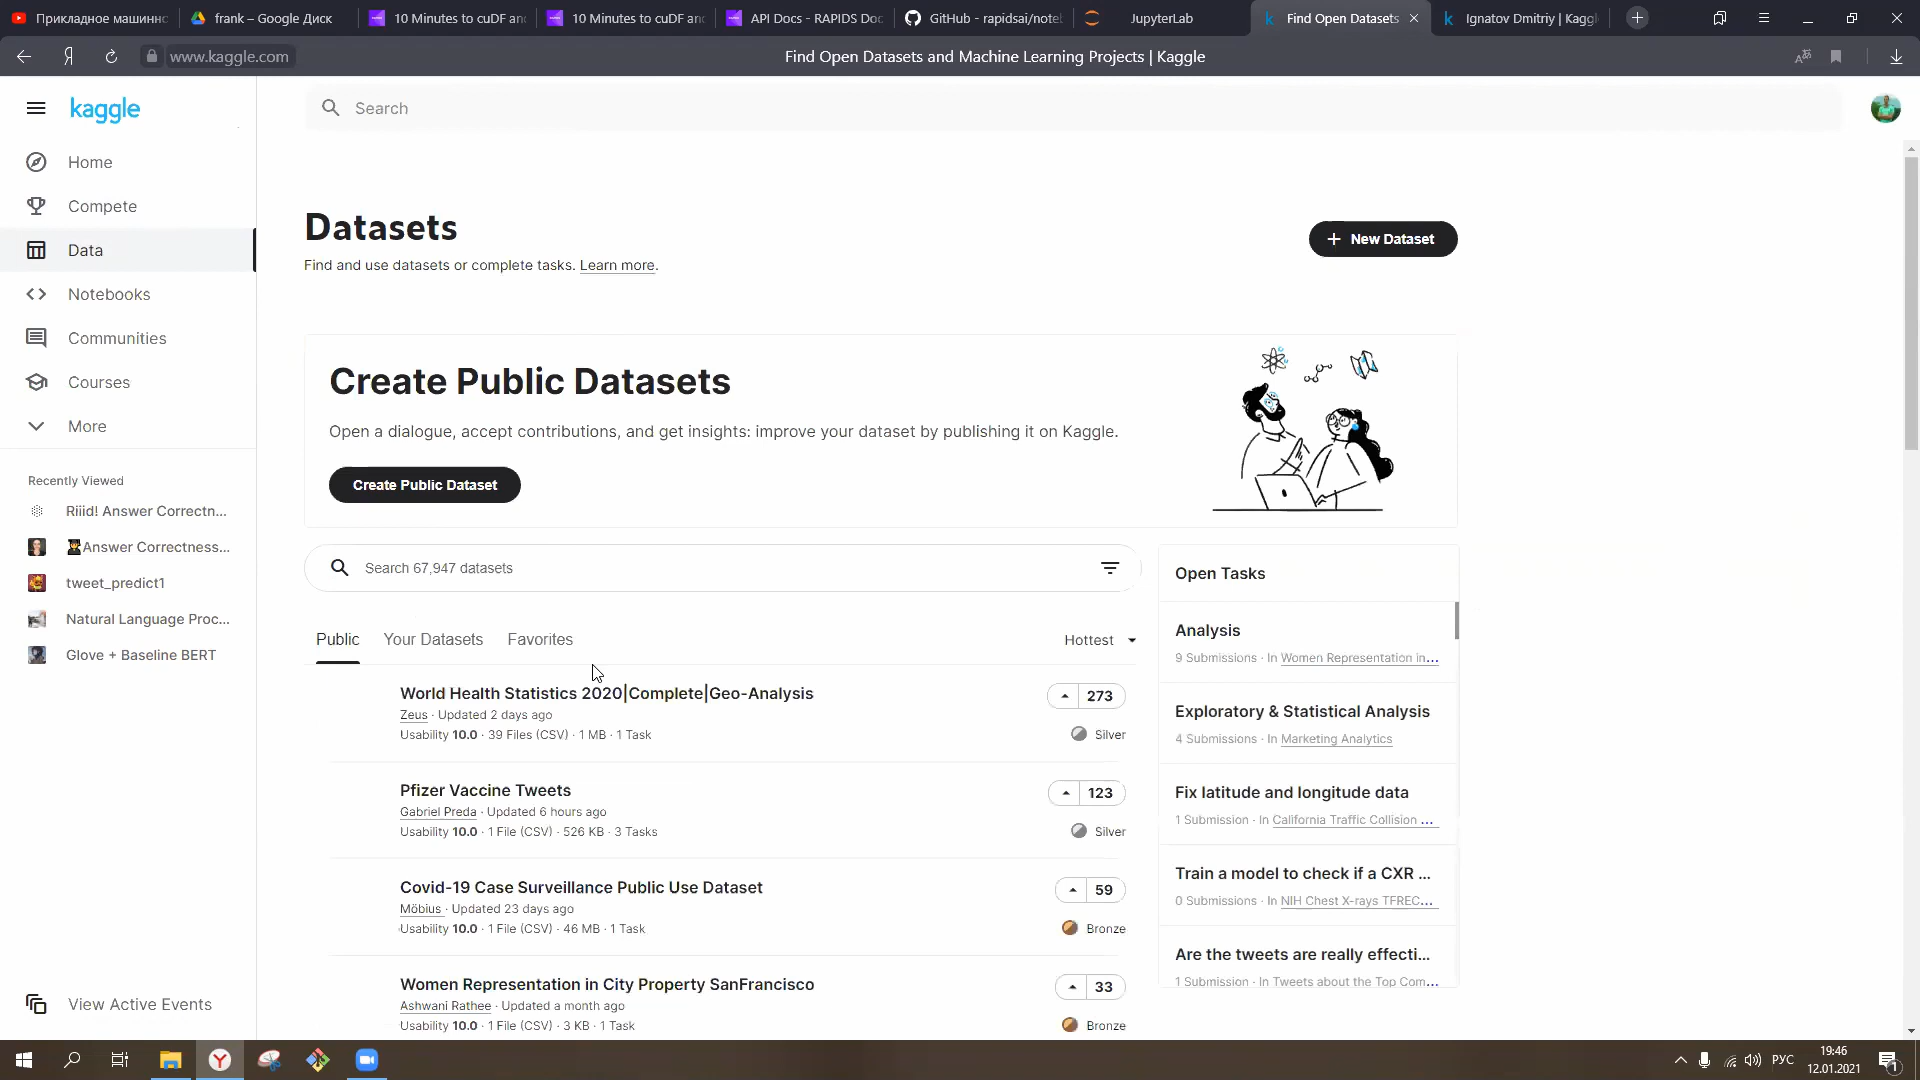 Прикладное машинно
frank – Google Диск
10 Minutes to cuDF an
10 Minutes to cuDF an
API Docs - RAPIDS Doc
GitHub - rapidsai/note
JupyterLab
Find Open Datasets
Ignatov Dmitriy | Kaggl
www.kaggle.com
Find Open Datasets and Machine Learning Projects | Kaggle
kaggle
Search
Home
Compete
Data
Notebooks
Communities
Courses
More
Recently Viewed
Riiid! Answer Correctn...
Answer Correctness...
tweet_predict1
Natural Language Proc...
Glove + Baseline BERT
View Active Events
Datasets
Find and use datasets or complete tasks. Learn more.
+ New Dataset
Create Public Datasets
Open a dialogue, accept contributions, and get insights: improve your dataset by publishing it on Kaggle.
Create Public Dataset
Search 67,947 datasets
Public Your Datasets Favorites
Hottest
World Health Statistics 2020|Complete|Geo-Analysis
Zeus · Updated 2 days ago
Usability 10.0 · 39 Files (CSV) · 1 MB · 1 Task
273
Silver
Pfizer Vaccine Tweets
Gabriel Preda · Updated 6 hours ago
Usability 10.0 · 1 File (CSV) · 526 KB · 3 Tasks
123
Silver
Covid-19 Case Surveillance Public Use Dataset
Möbius · Updated 23 days ago
Usability 10.0 · 1 File (CSV) · 46 MB · 1 Task
59
Bronze
Women Representation in City Property SanFrancisco
Ashwani Rathee · Updated a month ago
Usability 10.0 · 1 File (CSV) · 3 KB · 1 Task
33
Bronze
Open Tasks
Analysis
9 Submissions · In Women Representation in...
Exploratory & Statistical Analysis
4 Submissions · In Marketing Analytics
Fix latitude and longitude data
1 Submission · In California Traffic Collision ...
Train a model to check if a CXR ...
0 Submissions · In NIH Chest X-rays TFREC...
Are the tweets are really effecti...
1 Submission · In Tweets about the Top Com...
РУС
19:46
12.01.2021
1